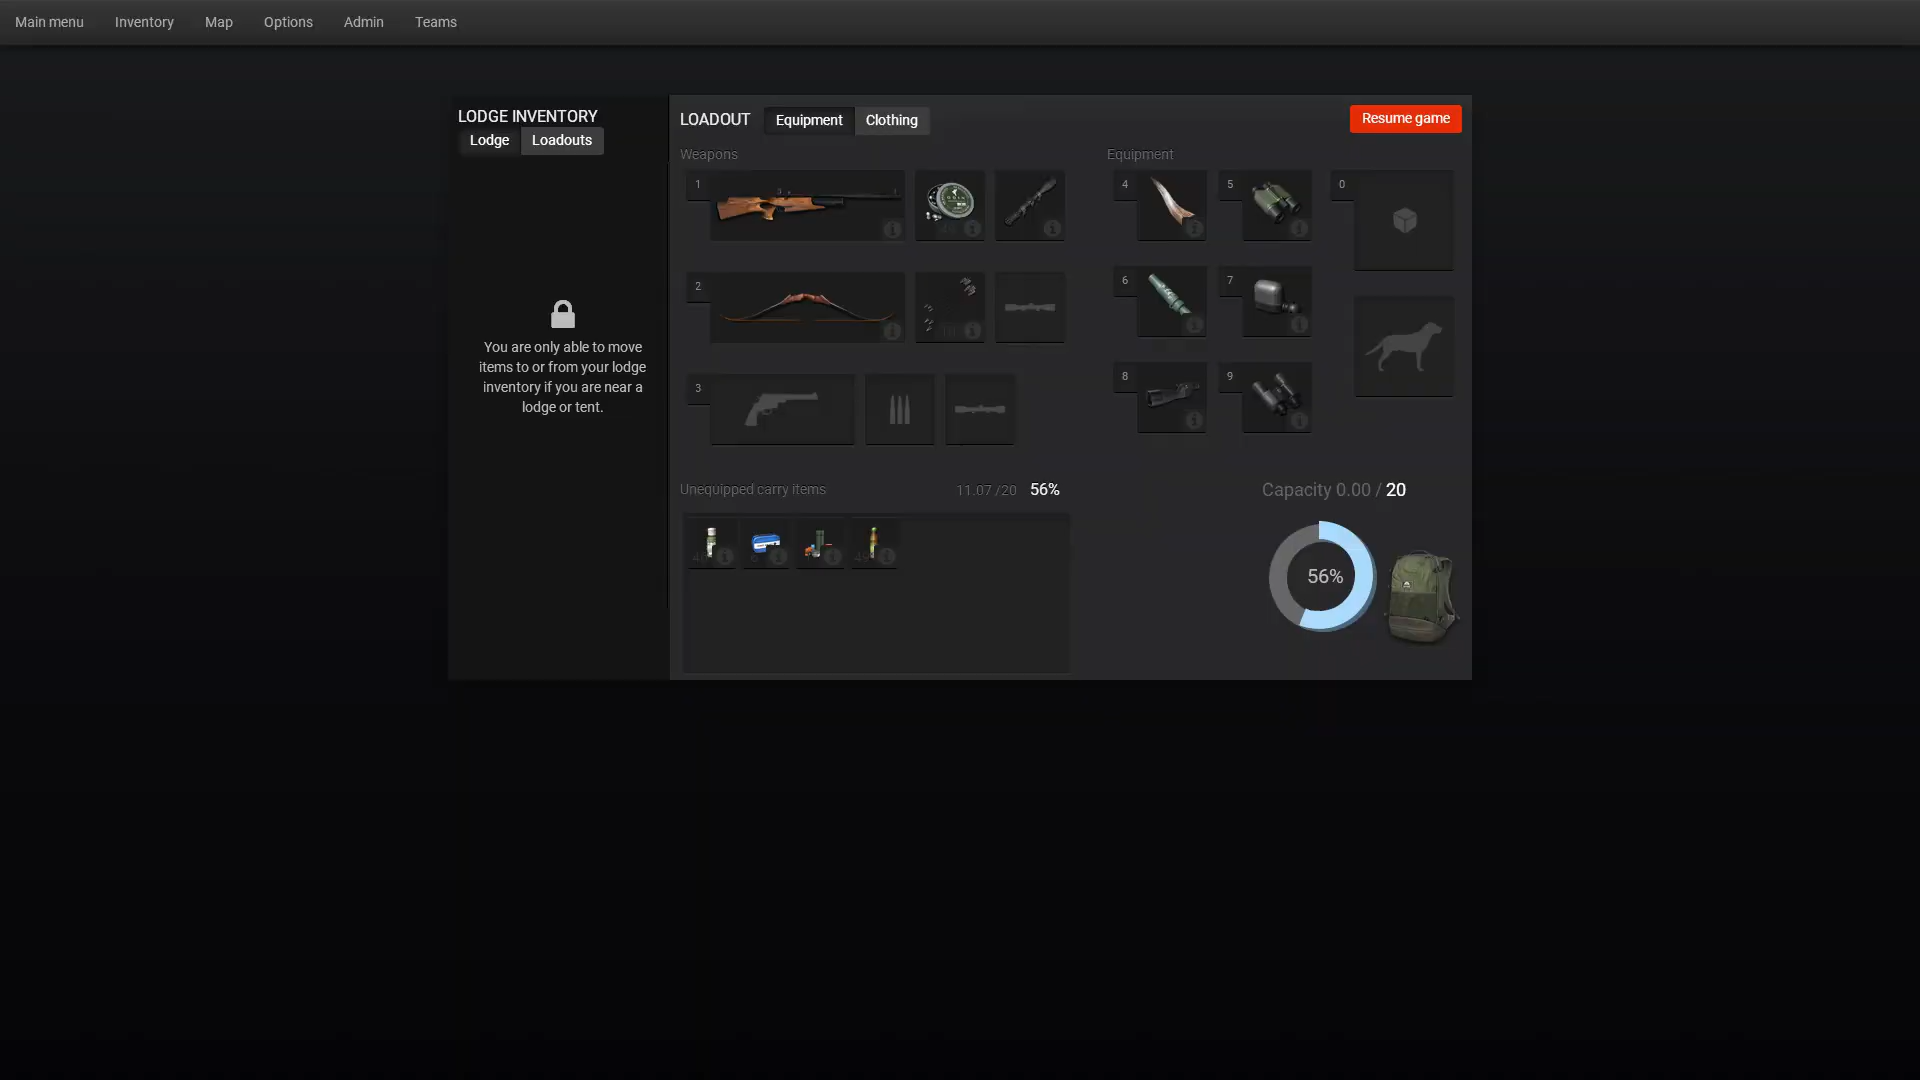 Main menu Inventory Map Options Admin Teams
LODGE INVENTORY
Lodge Loadouts
You are only able to move
items to or from your lodge
inventory if you are near a
lodge or tent.
LOADOUT Equipment Clothing
Resume game
Weapons
Equipment
1
2
3
4
5
0
6
7
8
9
Unequipped carry items 11.07 /20 56%
Capacity 0.00 / 20
56%